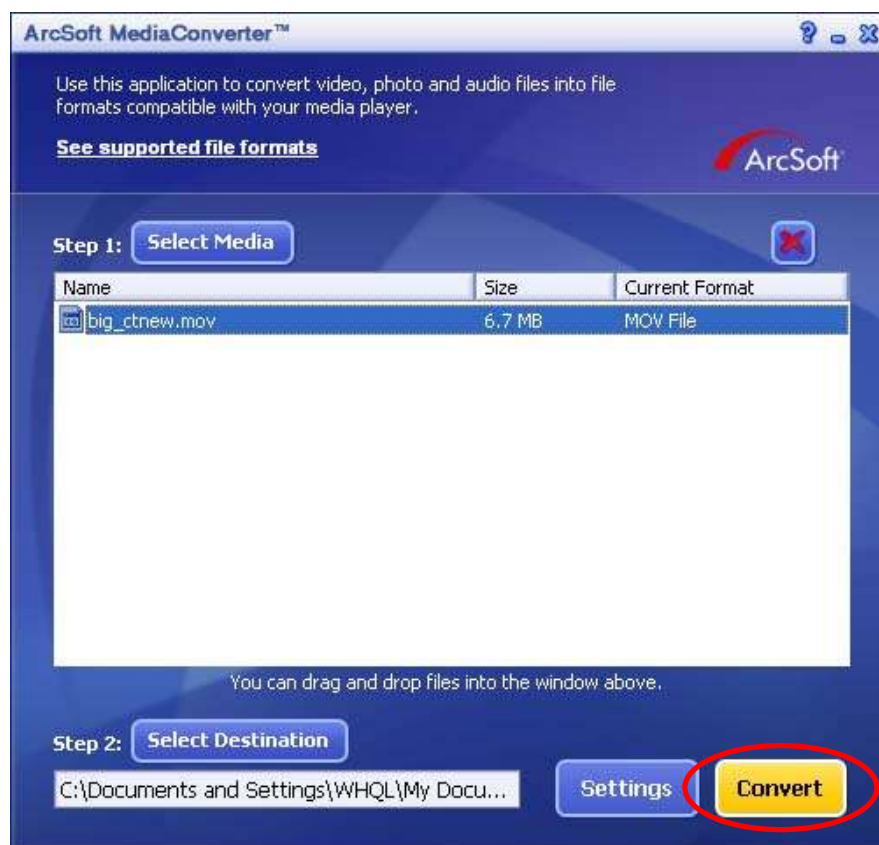 ArcSoft MediaConverter™
Use this application to convert video, photo and audio files into file
formats compatible with your media player.
See supported file formats
ArcSoft
Step 1: Select Media
Name Size Current Format
big_ctnew.mov 6.7 MB MOV File
You can drag and drop files into the window above.
Step 2: Select Destination
C:\Documents and Settings\WHQL\My Docu... Settings Convert